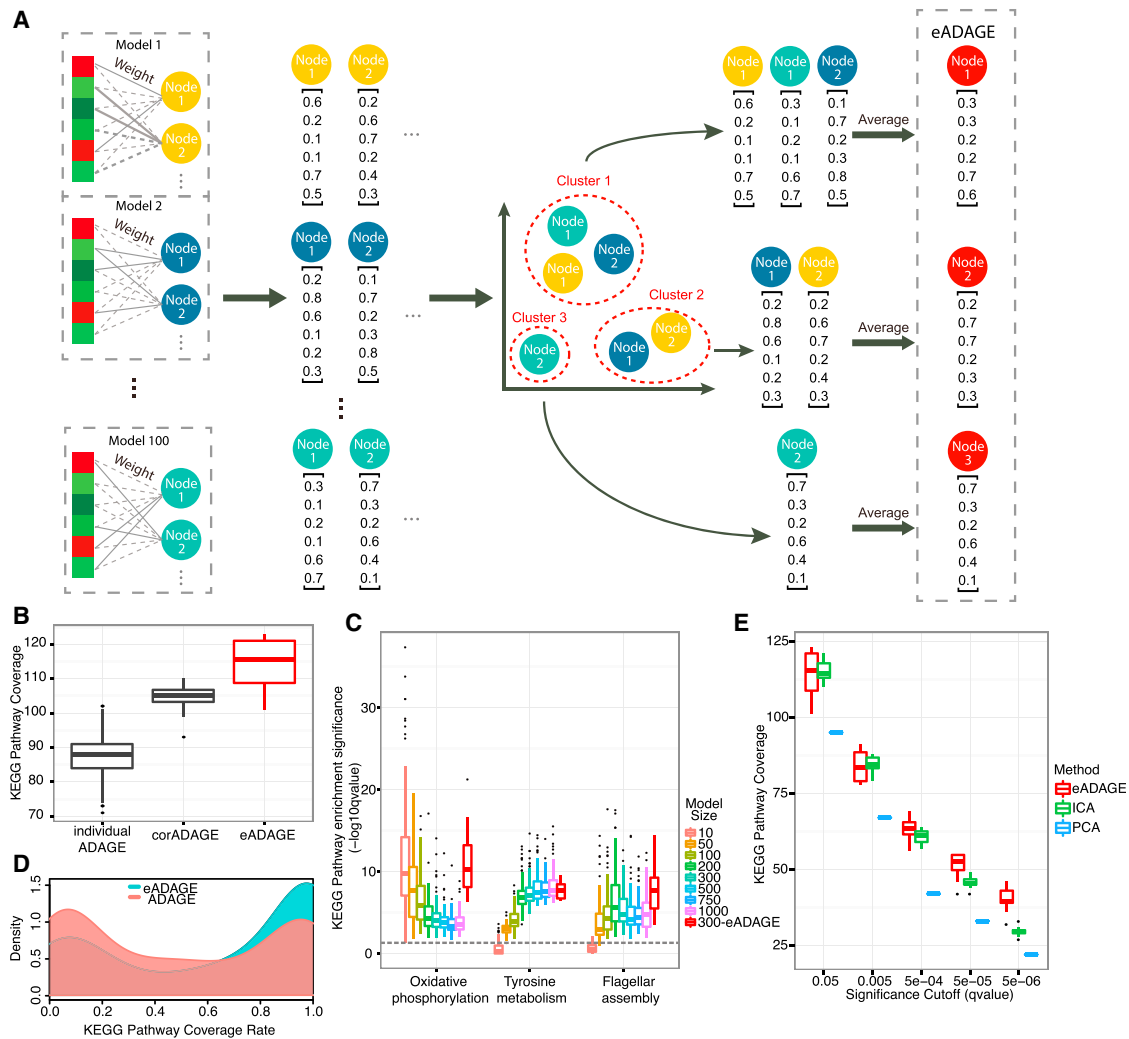 A
Model 1
Weight
Node 1
Node 2
Model 2
Weight
Node 1
Node 2
Model 100
Weight
Node 1
Node 2
Node 1
0.6
0.2
0.1
0.1
0.7
0.5
Node 2
0.2
0.6
0.7
0.2
0.4
0.3
...
Node 1
0.2
0.8
0.6
0.1
0.2
0.3
Node 2
0.1
0.7
0.2
0.3
0.8
0.5
...
Node 1
0.3
0.1
0.2
0.1
0.6
0.7
Node 2
0.7
0.3
0.2
0.6
0.4
0.1
...
Cluster 1
Node 1
Node 2
Node 1
Cluster 2
Node 2
Node 1
Cluster 3
Node 2
Node 1
0.6
0.2
0.1
0.1
0.7
0.5
Node 1
0.3
0.1
0.2
0.1
0.6
0.7
Node 2
0.1
0.7
0.2
0.3
0.8
0.5
Average
Node 1
0.2
0.8
0.6
0.1
0.2
0.3
Node 2
0.2
0.6
0.7
0.2
0.4
0.3
Average
Node 2
0.7
0.3
0.2
0.6
0.4
0.1
Average
eADAGE
Node 1
0.3
0.3
0.2
0.2
0.7
0.6
Node 2
0.2
0.7
0.7
0.2
0.3
0.3
Node 3
0.7
0.3
0.2
0.6
0.4
0.1
B
KEGG Pathway Coverage
120
110
100
90
80
70
individual ADAGE
corADAGE
eADAGE
C
KEGG Pathway enrichment significance
(−log10qvalue)
30
20
10
0
Oxidative phosphorylation
Tyrosine metabolism
Flagellar assembly
Model Size
10
50
100
200
300
500
750
1000
300-eADAGE
D
eADAGE
ADAGE
Density
1.5
1.0
0.5
0.0
0.0
0.2
0.4
0.6
0.8
1.0
KEGG Pathway Coverage Rate
E
KEGG Pathway Coverage
125
100
75
50
25
0.05
0.005
5e−04
5e−05
5e−06
Significance Cutoff (qvalue)
Method
eADAGE
ICA
PCA